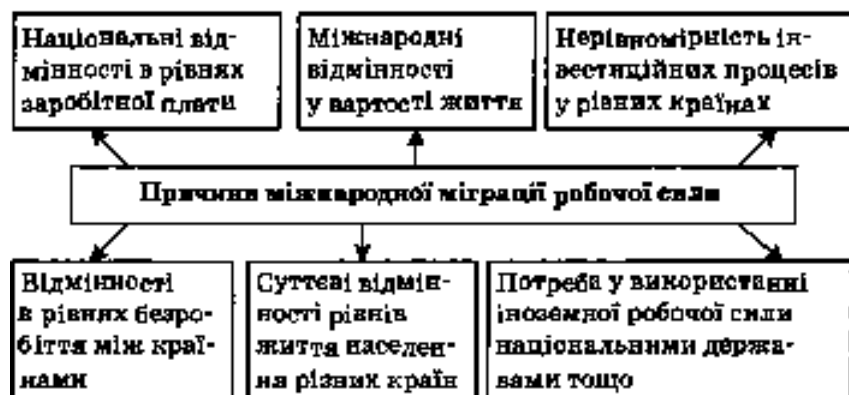 Національні від-
мінності в рівнях
заробітної плати
Міжнародні
відмінності
у вартості життя
Нерівномірність ін-
вестиційних процесів
у різних країнах
Причини міжнародної міграції робочої сили
Відмінності
в рівнях безро-
біття між краї-
нами
Суттєві відмін-
ності рівнів
життя населен-
ня різних країн
Потреба у використанні
іноземної робочої сили
національними держа-
вами тощо